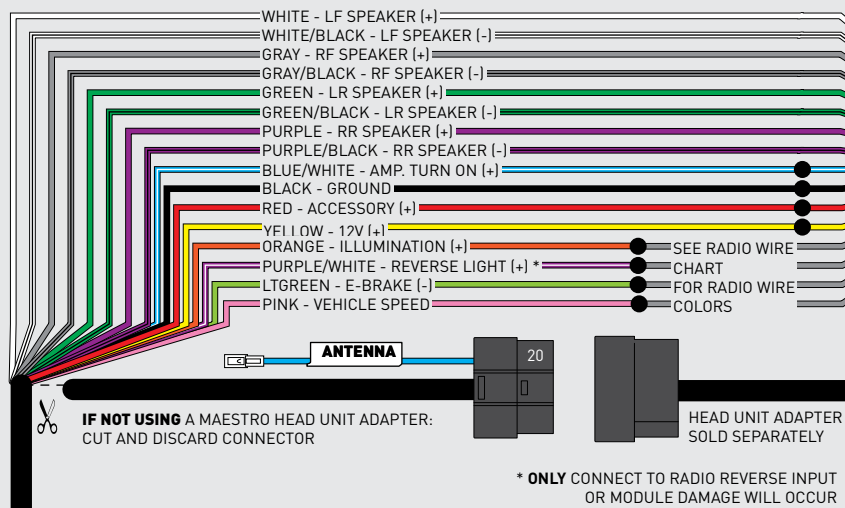 WHITE - LF SPEAKER (+)
WHITE/BLACK - LF SPEAKER (-)
GRAY - RF SPEAKER (+)
GRAY/BLACK - RF SPEAKER (-)
GREEN - LR SPEAKER (+)
GREEN/BLACK - LR SPEAKER (-)
PURPLE - RR SPEAKER (+)
PURPLE/BLACK - RR SPEAKER (-)
BLUE/WHITE - AMP. TURN ON (+)
BLACK - GROUND
RED - ACCESSORY (+)
YELLOW - 12V (+)
ORANGE - ILLUMINATION (+)
PURPLE/WHITE - REVERSE LIGHT (+) *
LTGREEN - E-BRAKE (-)
PINK - VEHICLE SPEED
SEE RADIO WIRE
CHART
FOR RADIO WIRE
COLORS
ANTENNA
20
IF NOT USING A MAESTRO HEAD UNIT ADAPTER:
CUT AND DISCARD CONNECTOR
HEAD UNIT ADAPTER
SOLD SEPARATELY
* ONLY CONNECT TO RADIO REVERSE INPUT
OR MODULE DAMAGE WILL OCCUR